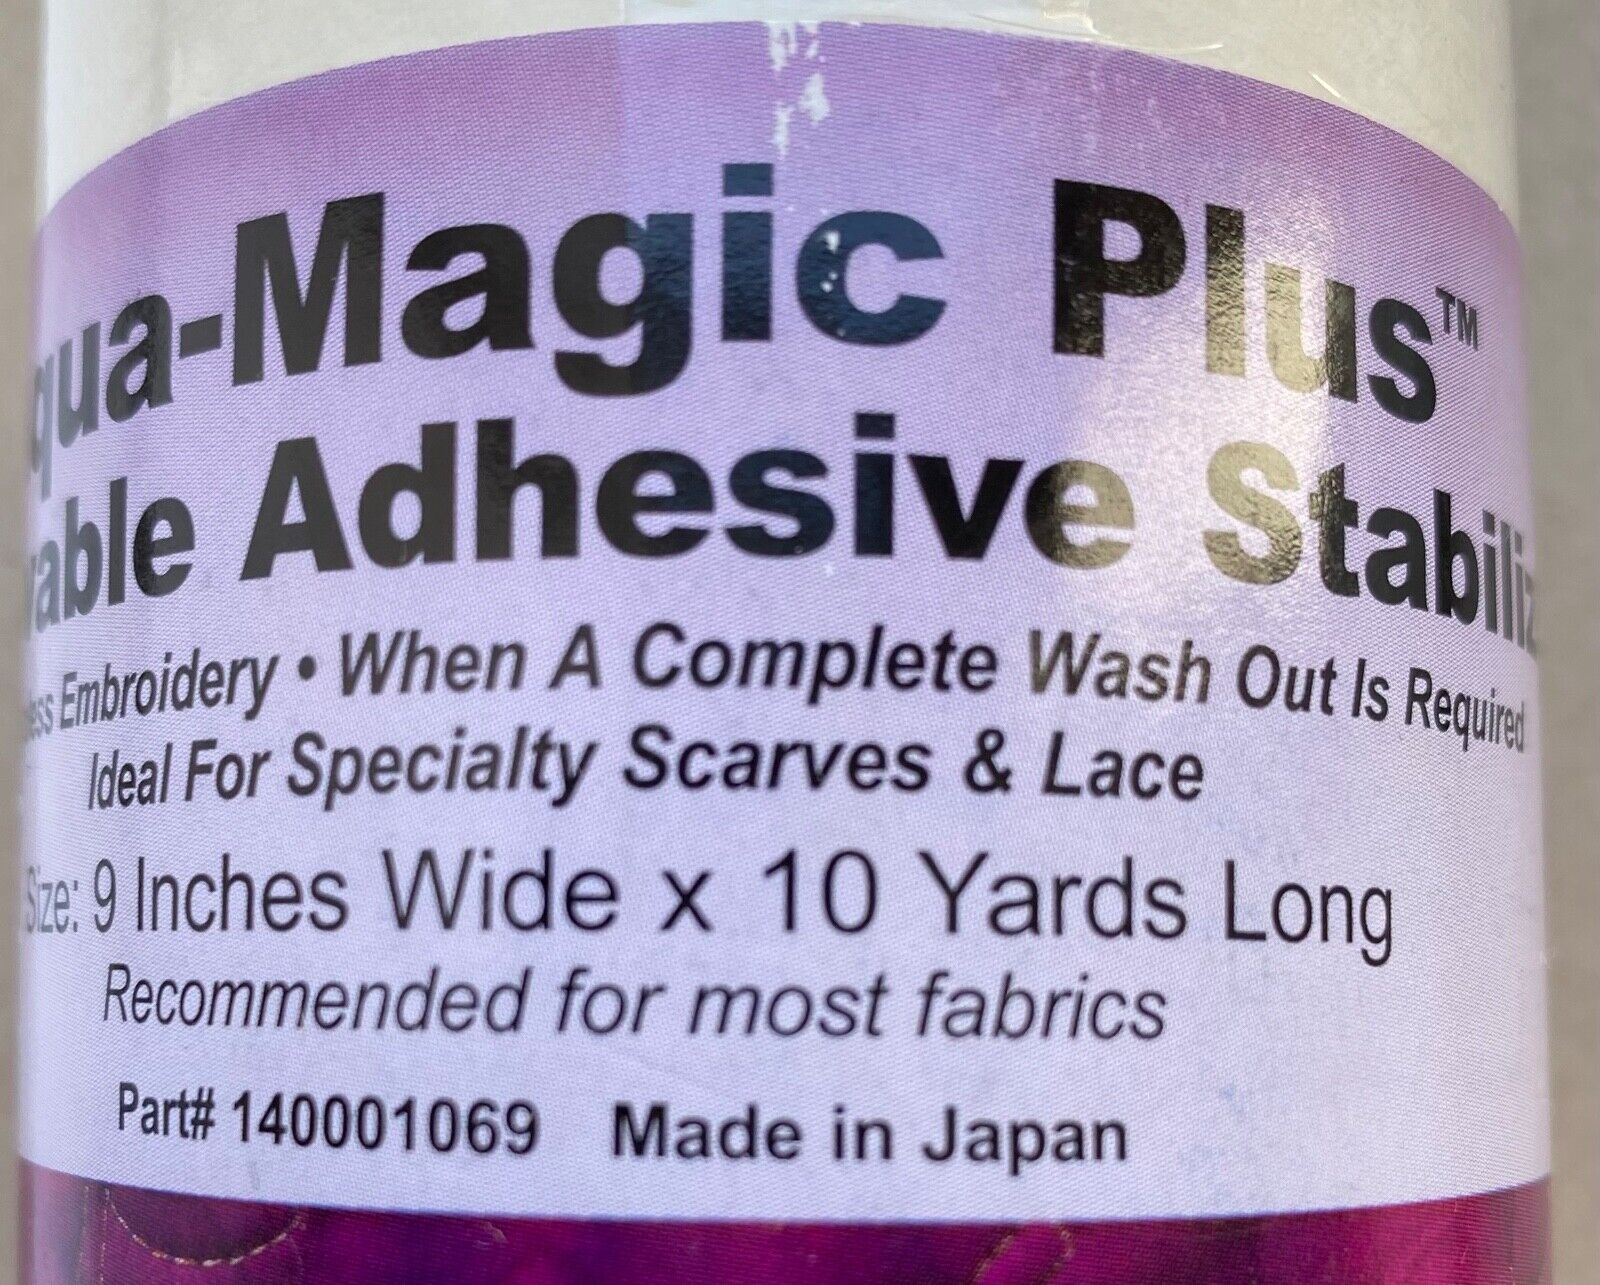 qua-Magic Plus™
able Adhesive Stabiliz
ess Embroidery • When A Complete Wash Out Is Required
Ideal For Specialty Scarves & Lace
Size: 9 Inches Wide x 10 Yards Long
Recommended for most fabrics
Part# 140001069 Made in Japan